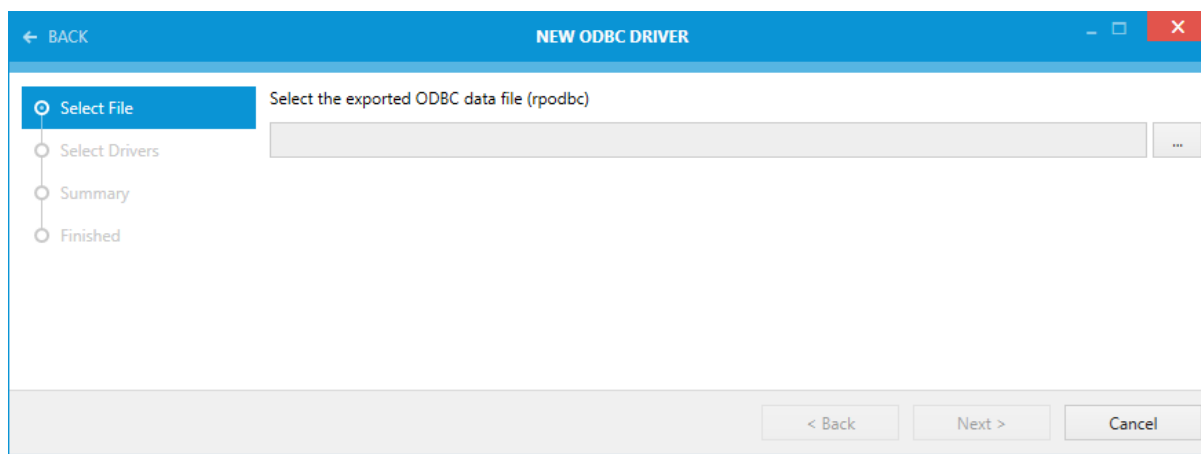 ← BACK
NEW ODBC DRIVER
Select File
Select Drivers
Summary
Finished
Select the exported ODBC data file (rpodbc)
...
< Back
Next >
Cancel